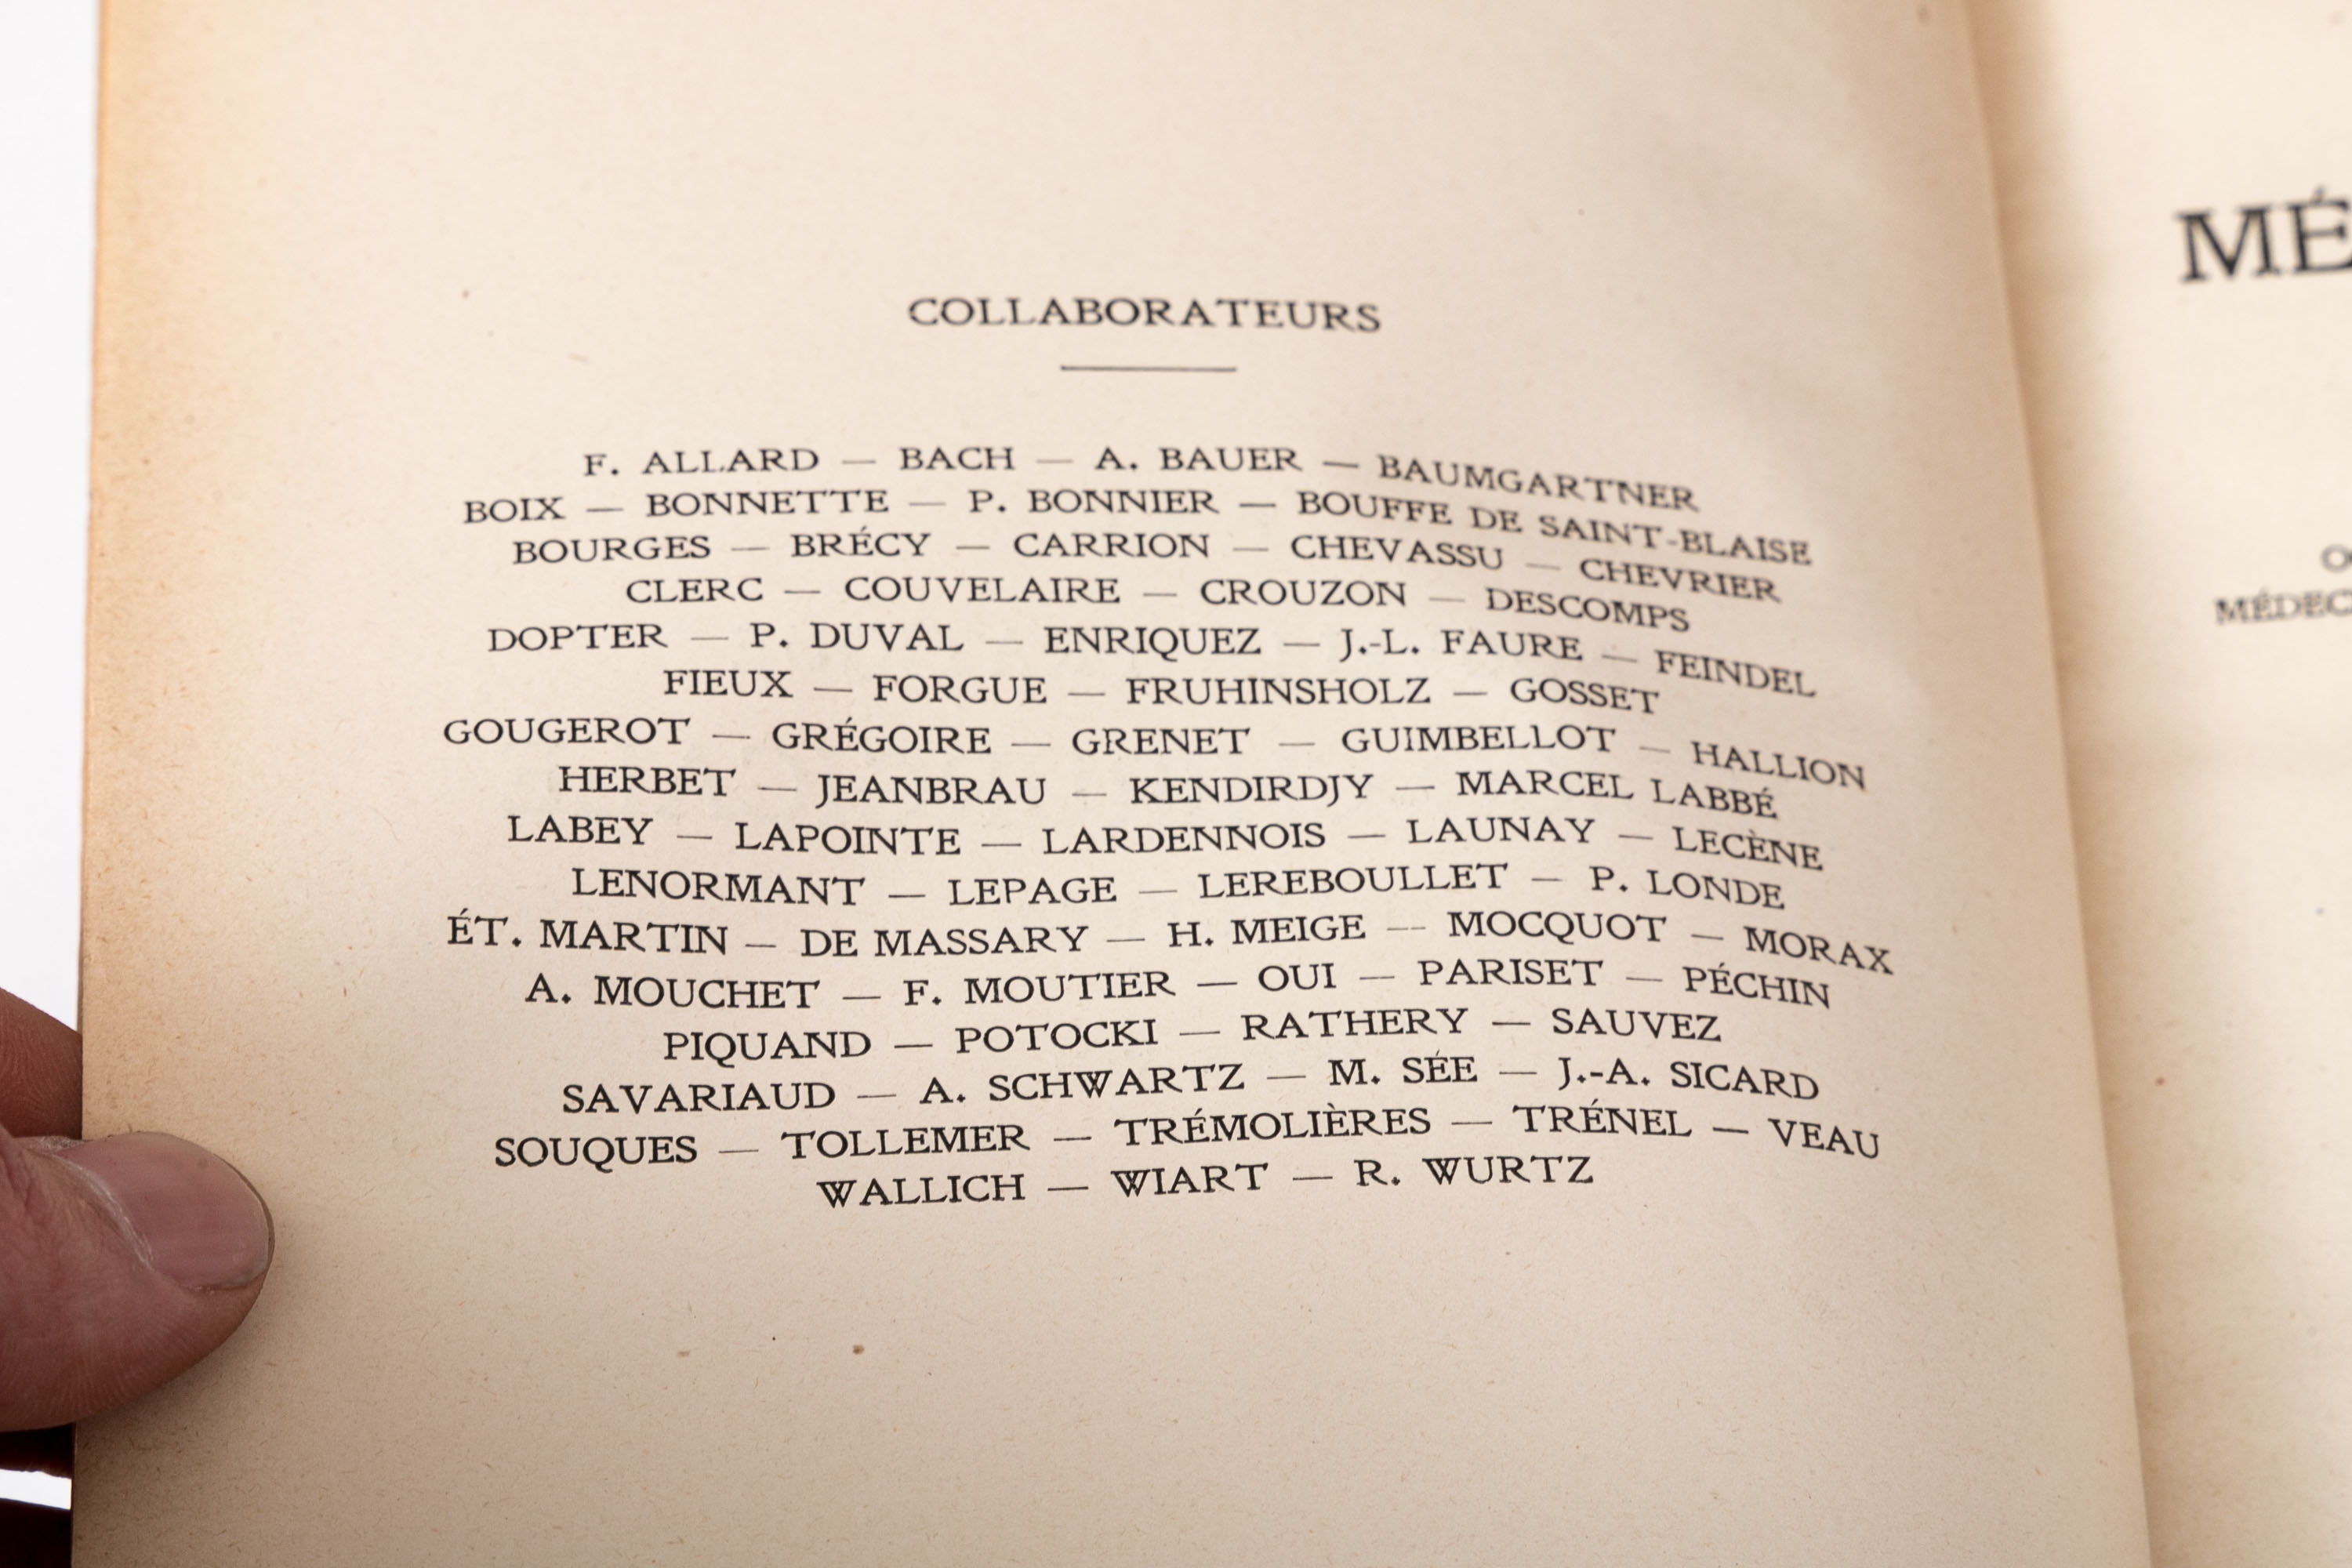 COLLABORATEURS
F. ALLARD — BACH — A. BAUER — BAUMGARTNER
BOIX — BONNETTE — P. BONNIER — BOUFFE DE SAINT-BLAISE
BOURGES — BRÉCY — CARRION — CHEVASSU — CHEVRIER
CLERC — COUVELAIRE — CROUZON — DESCOMPS
DOPTER — P. DUVAL — ENRIQUEZ — J.-L. FAURE — FEINDEL
FIEUX — FORGUE — FRUHINSHOLZ — GOSSET
GOUGEROT — GRÉGOIRE — GRENET — GUIMBELLOT — HALLION
HERBET — JEANBRAU — KENDIRDJY — MARCEL LABBÉ
LABEY — LAPOINTE — LARDENNOIS — LAUNAY — LECÈNE
LENORMANT — LEPAGE — LEREBOULLET — P. LONDE
ÉT. MARTIN — DE MASSARY — H. MEIGE — MOCQUOT — MORAX
A. MOUCHET — F. MOUTIER — OUI — PARISET — PÉCHIN
PIQUAND — POTOCKI — RATHERY — SAUVEZ
SAVARIAUD — A. SCHWARTZ — M. SÉE — J.-A. SICARD
SOUQUES — TOLLEMER — TRÉMOLIÈRES — TRÉNEL — VEAU
WALLICH — WIART — R. WURTZ
MÉ
MÉDEC